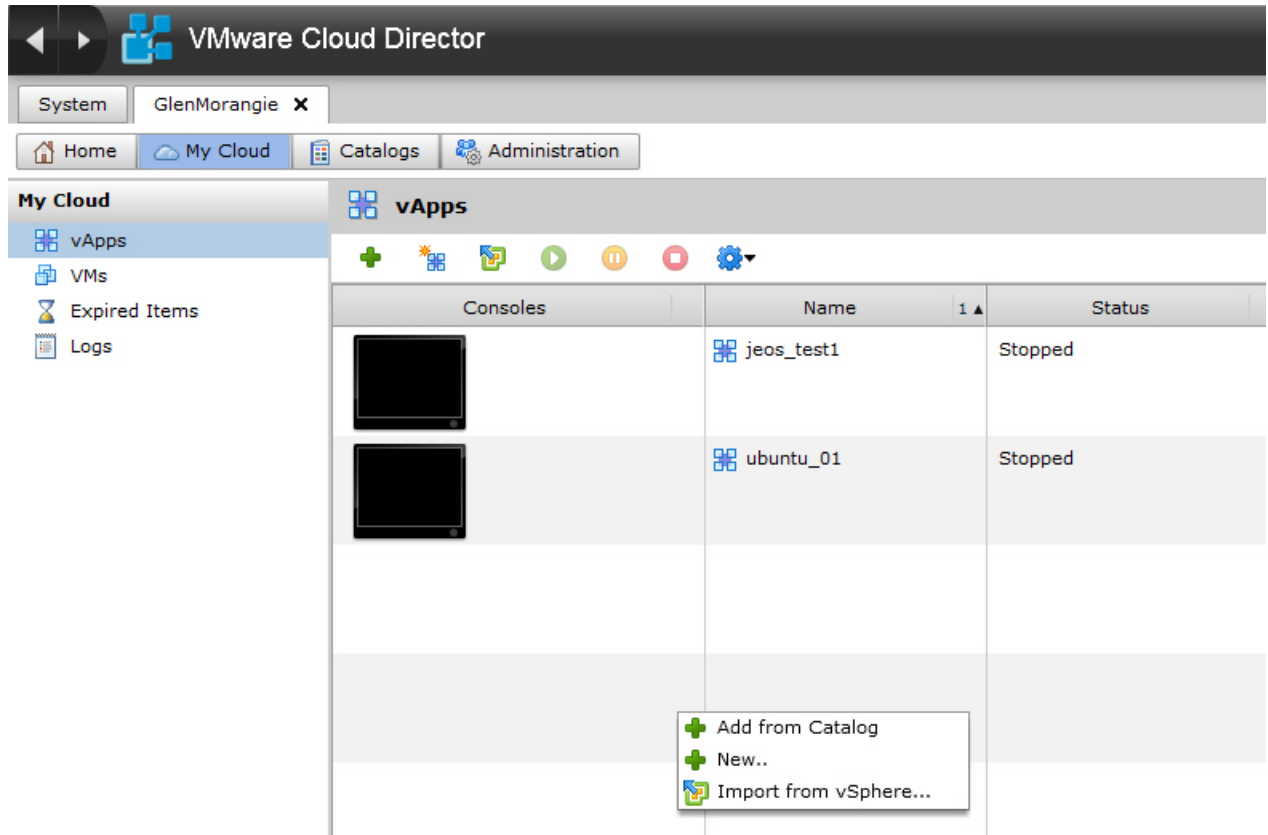 VMware Cloud Director
System GlenMorangie X
Home My Cloud Catalogs Administration
My Cloud
vApps
VMs
Expired Items
Logs
vApps
Consoles Name 1 ▲ Status
jeos_test1 Stopped
ubuntu_01 Stopped
Add from Catalog
New..
Import from vSphere...